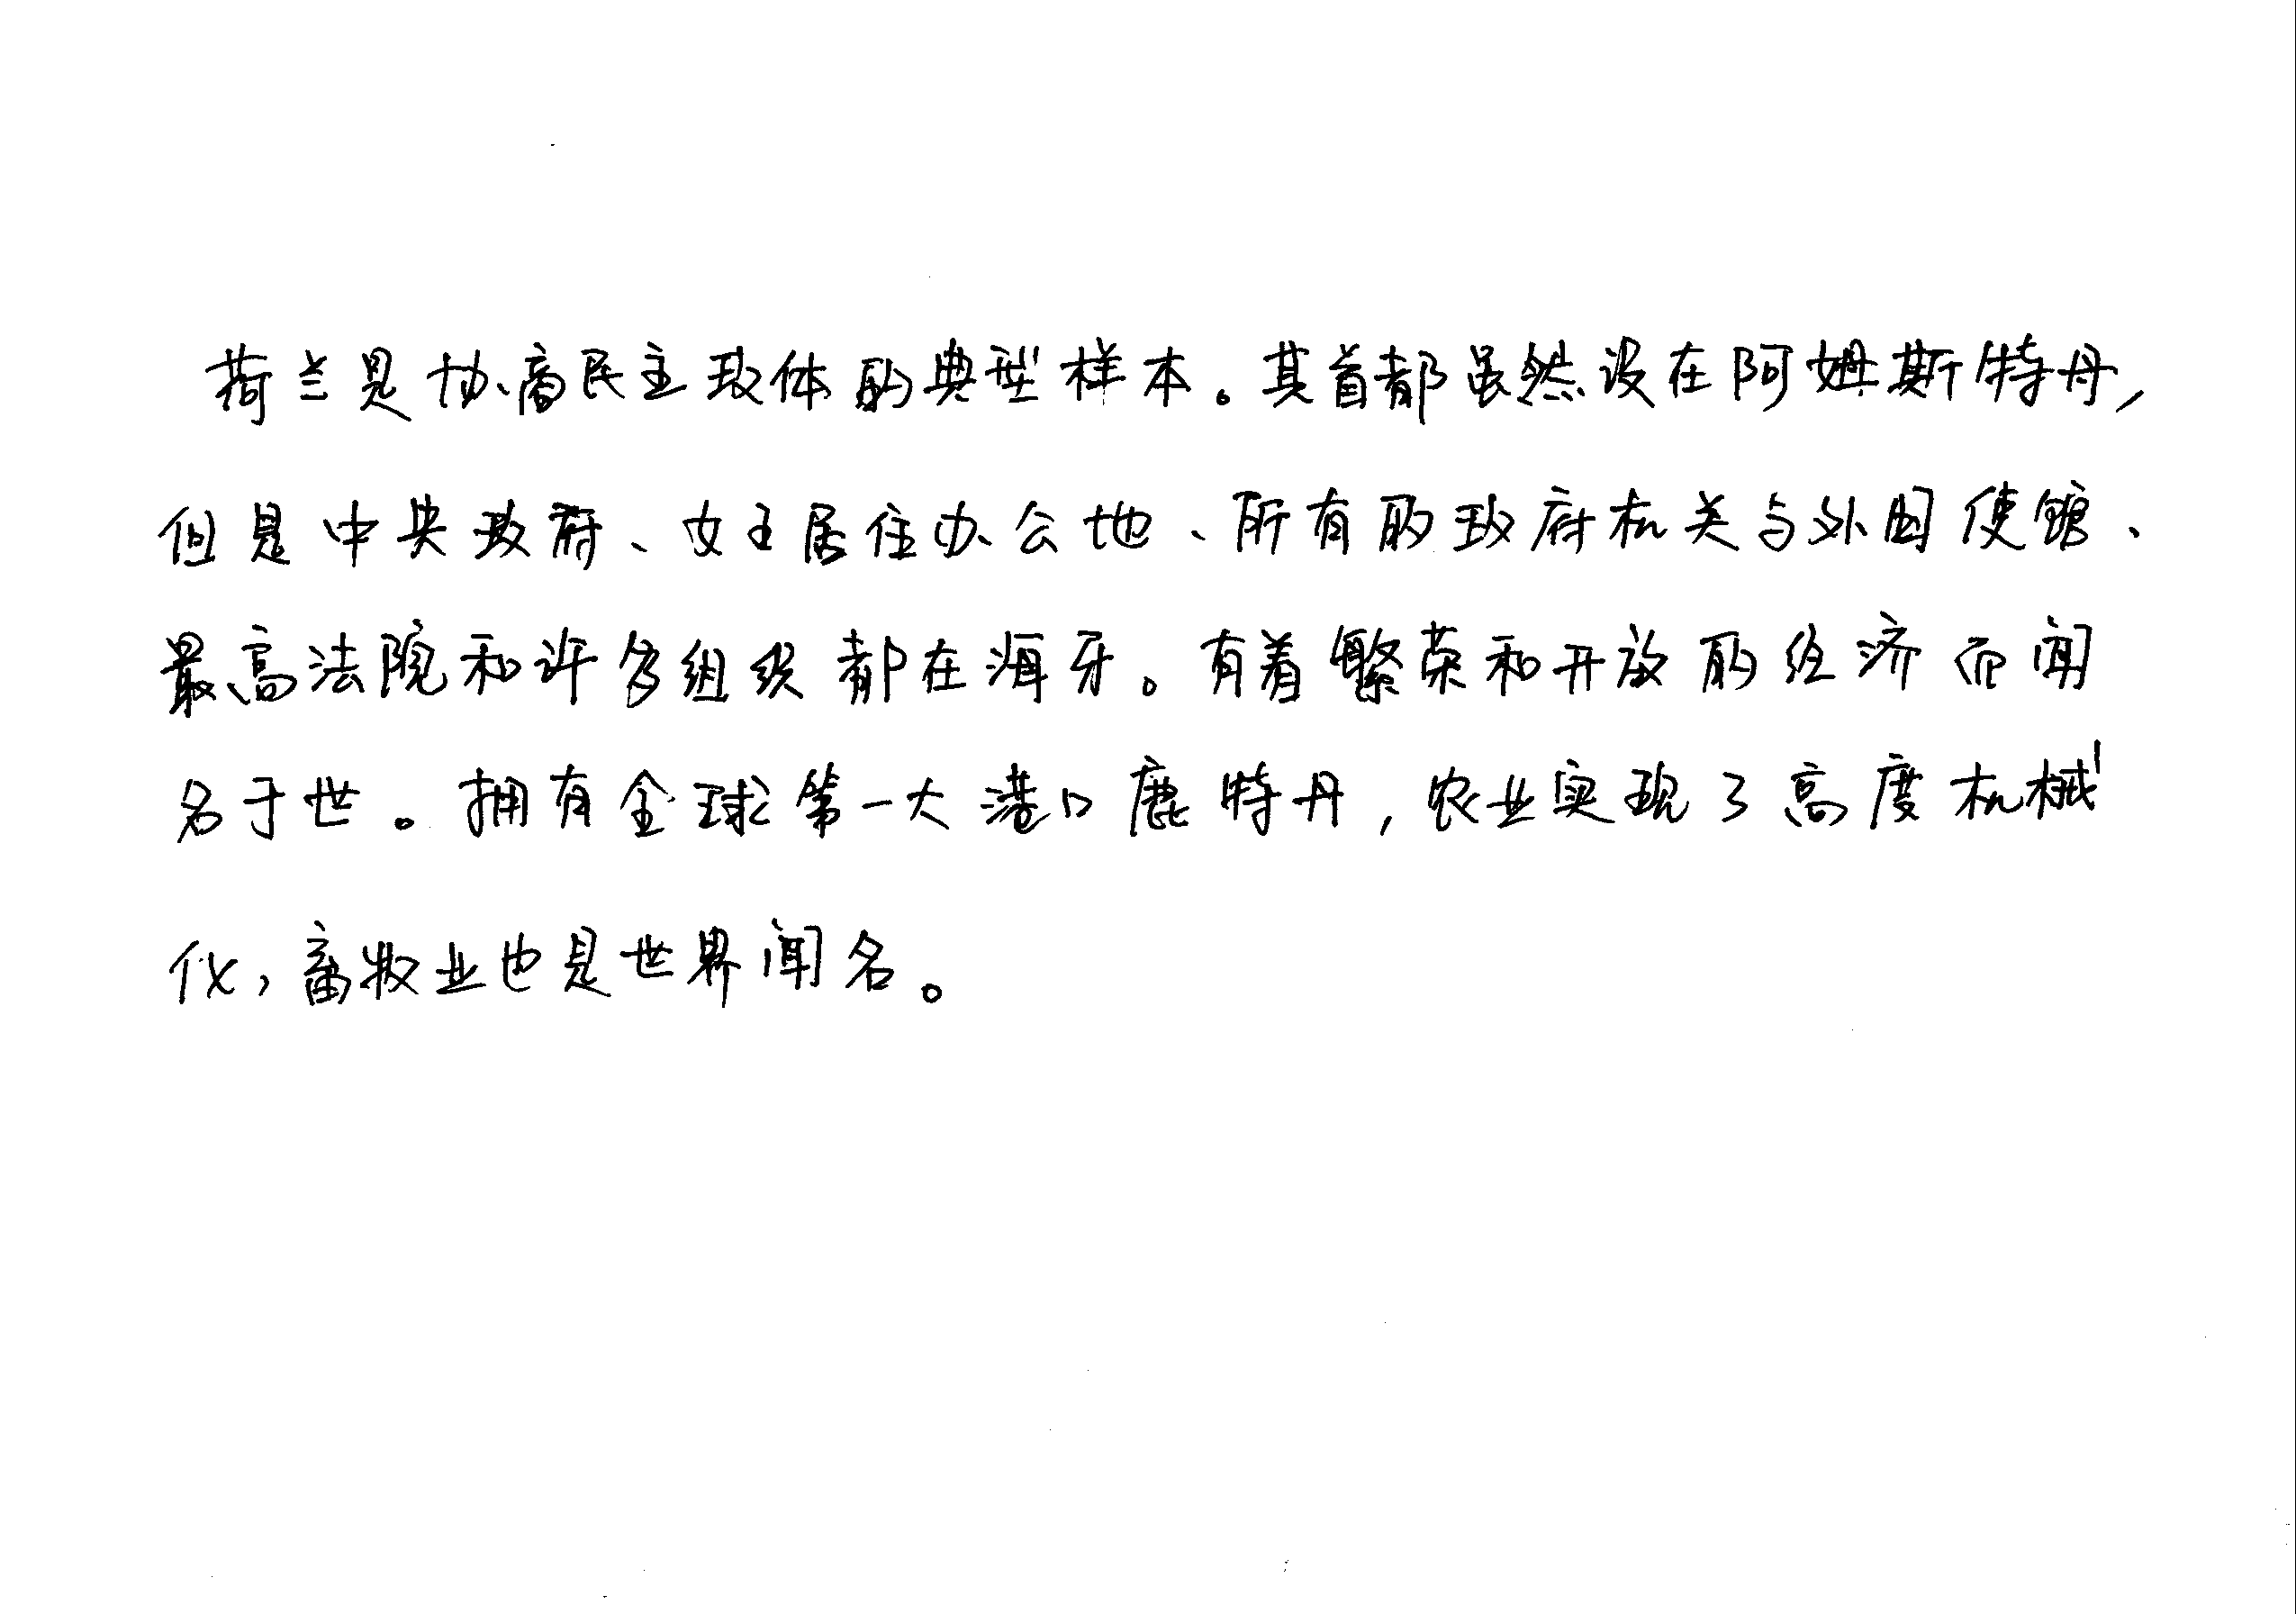 荷兰是协商民主政体的典型样本。其首都虽然设在阿姆斯特丹,
但是中央政府、女王居住办公地、所有的政府机关与外国使馆、
最高法院和许多组织都在海牙。有着繁荣和开放的经济而闻
名于世。拥有全球第一大港口鹿特丹,农业实现了高度机械
化,畜牧业也是世界闻名。